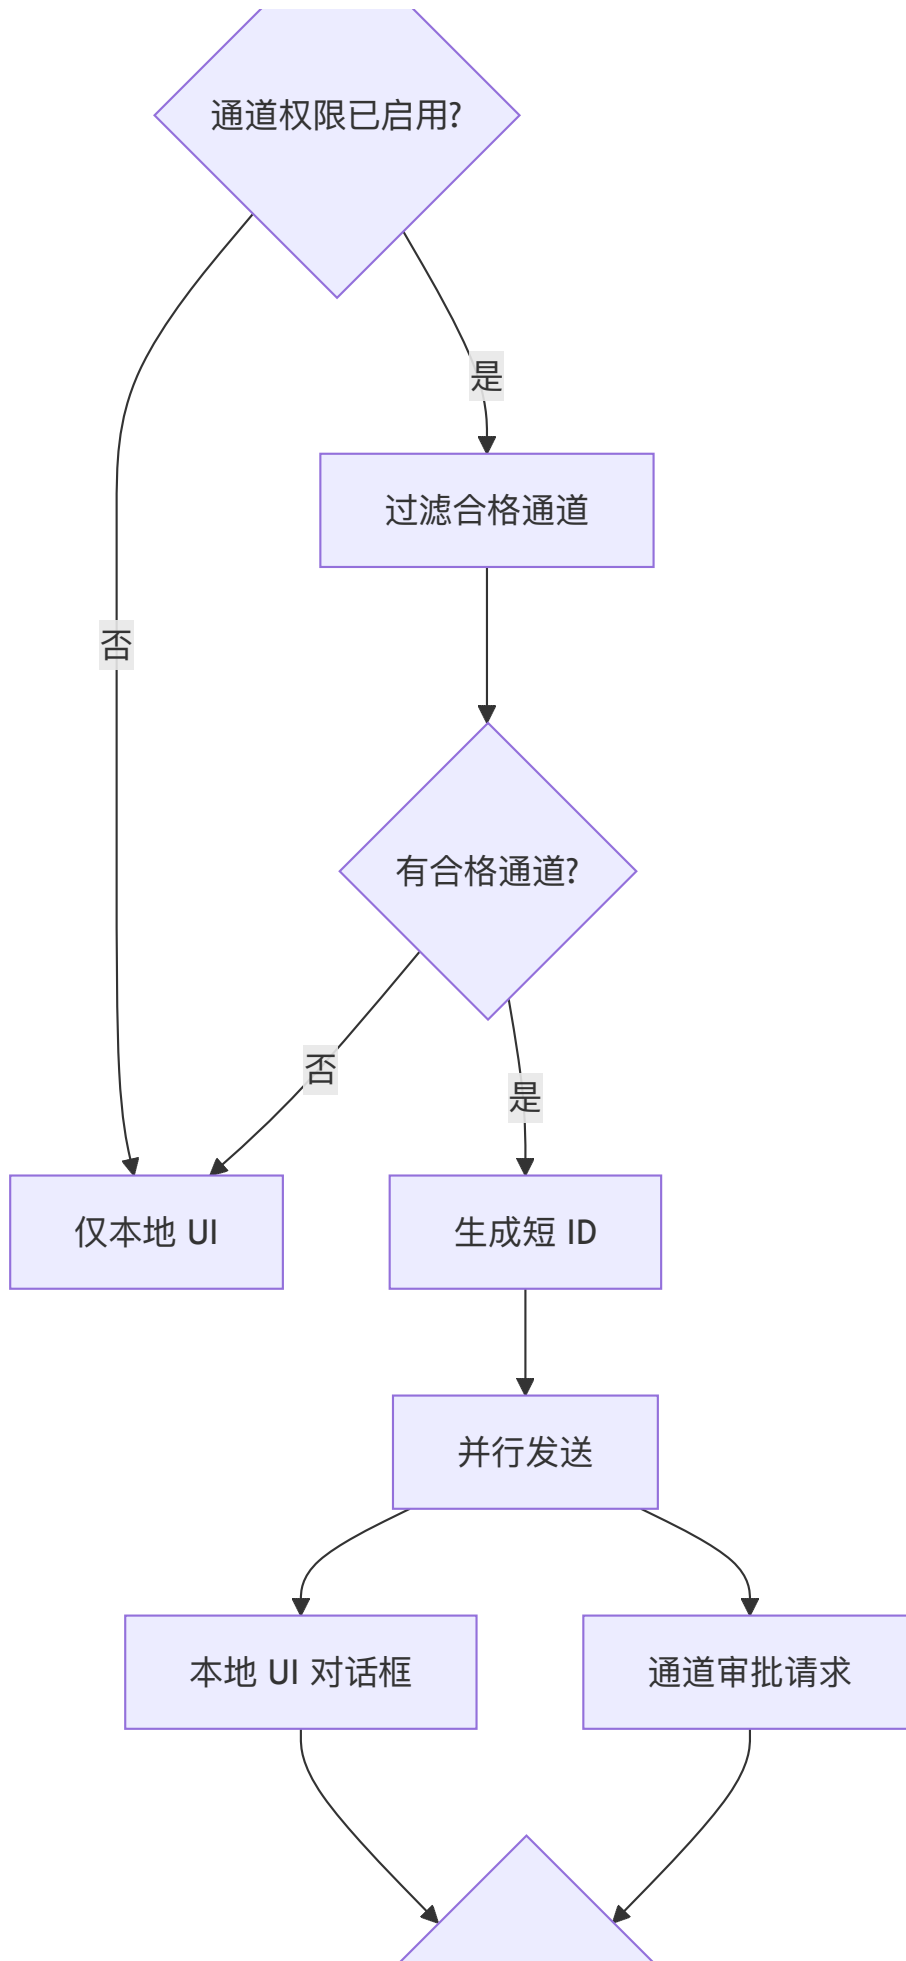 通道权限已启用?
是
过滤合格通道
否
有合格通道?
否
是
仅本地 UI
生成短 ID
并行发送
本地 UI 对话框
通道审批请求